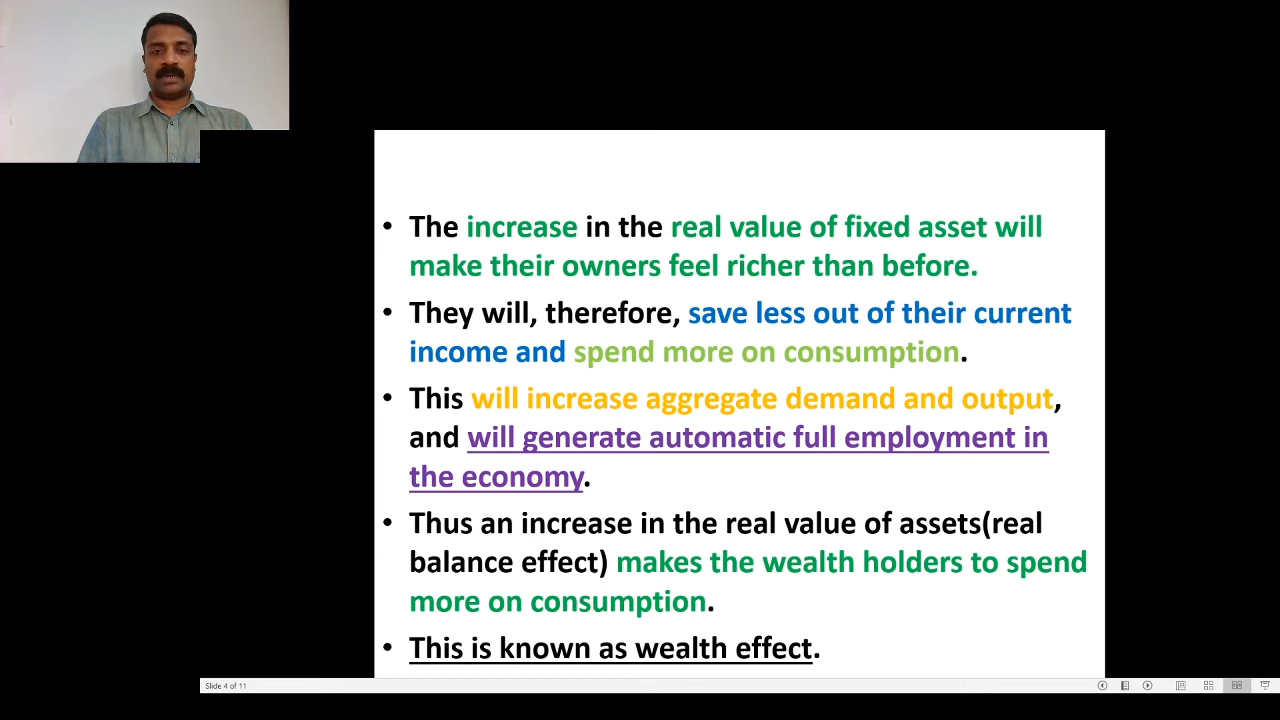 • The increase in the real value of fixed asset will
make their owners feel richer than before.
• They will, therefore, save less out of their current
income and spend more on consumption.
• This will increase aggregate demand and output,
and will generate automatic full employment in
the economy.
• Thus an increase in the real value of assets(real
balance effect) makes the wealth holders to spend
more on consumption.
• This is known as wealth effect.
Slide 4 of 11